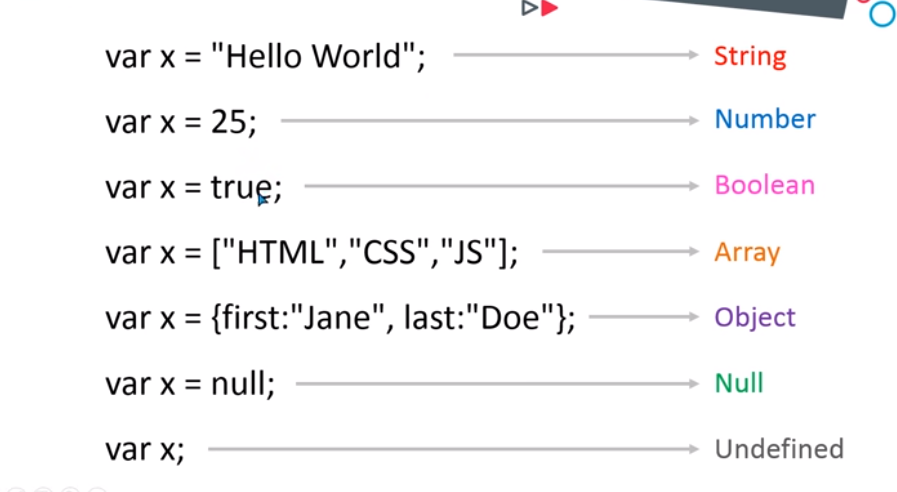 var x = "Hello World"; String
var x = 25; Number
var x = true; Boolean
var x = ["HTML","CSS","JS"]; Array
var x = {first:"Jane", last:"Doe"}; Object
var x = null; Null
var x; Undefined